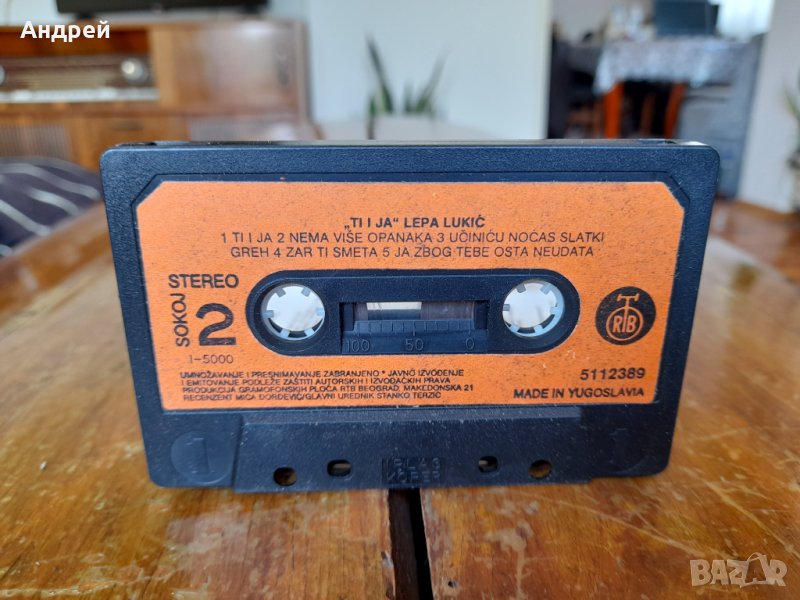 Андрей
„TI I JA“ LEPA LUKIĆ
1 TI I JA 2 NEMA VIŠE OPANAKA 3 UČINIĆU NOĆAS SLATKI
GREH 4 ZAR TI SMETA 5 JA ZBOG TEBE OSTA NEUDATA
STEREO
SOKOJ
2
1-5000
100 50 0
RTB
UMNOŽAVANJE I PRESNIMAVANJE ZABRANJENO * JAVNO IZVOĐENJE
I EMITOVANJE PODLEŽE ZAŠTITI AUTORSKIH I IZVOĐAČKIH PRAVA
PRODUKCIJA GRAMOFONSKIH PLOČA RTB BEOGRAD, MAKEDONSKA 21
RECENZENT MIĆA ĐORĐEVIĆ/GLAVNI UREDNIK STANKO TERZIĆ
5112389
MADE IN YUGOSLAVIA
1
1
BAZAR